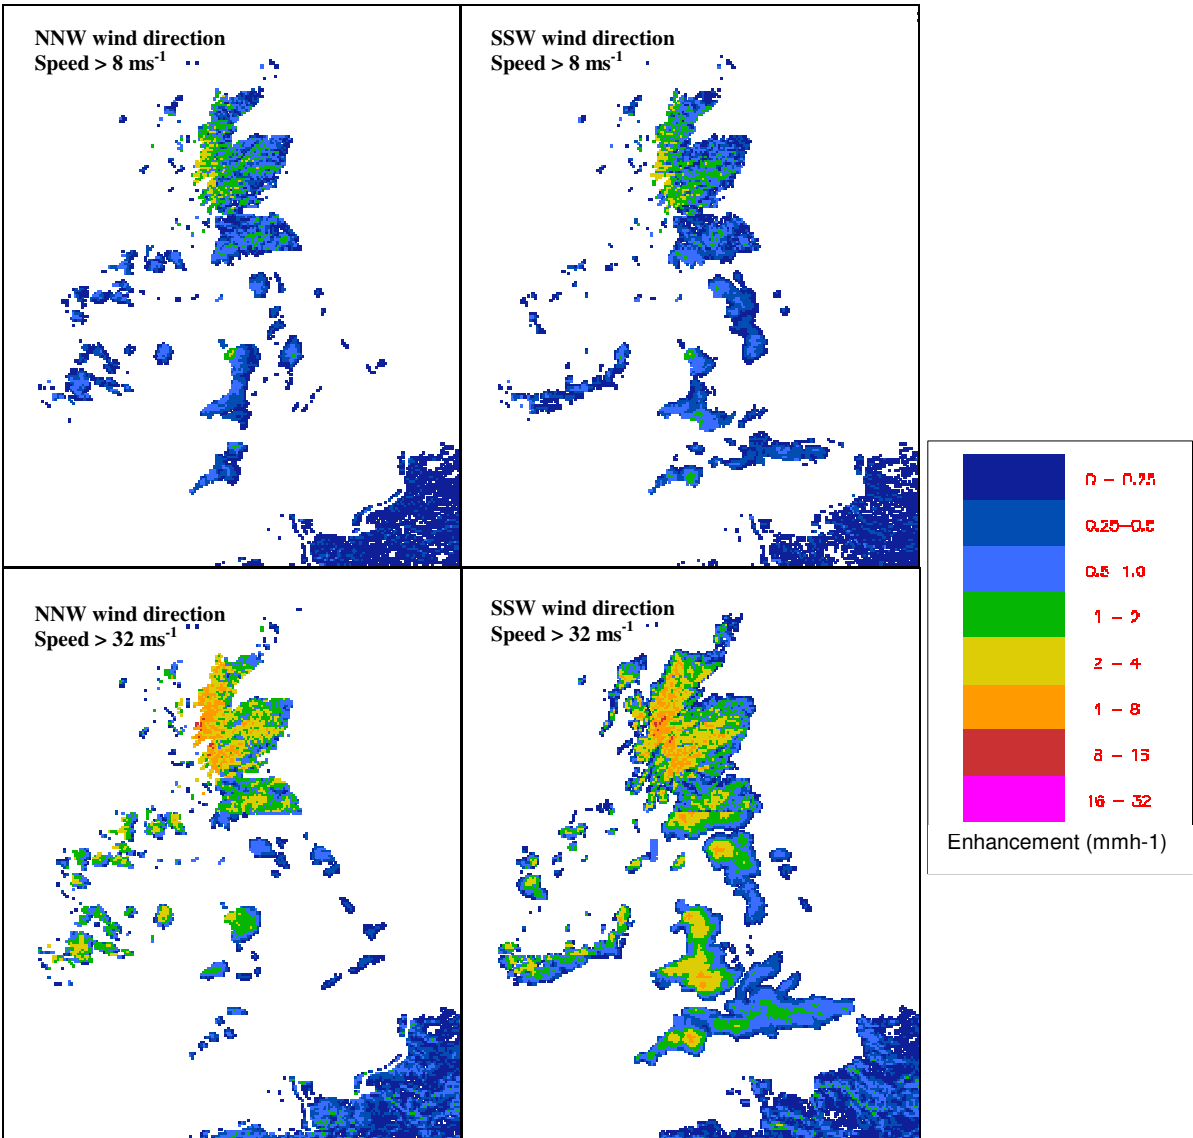 NNW wind direction
Speed > 8 ms⁻¹
SSW wind direction
Speed > 8 ms⁻¹
NNW wind direction
Speed > 32 ms⁻¹
SSW wind direction
Speed > 32 ms⁻¹
0 - 0.25
0.25-0.5
0.5 1.0
1 - 2
2 - 4
1 - 8
8 - 15
16 - 32
Enhancement (mmh-1)